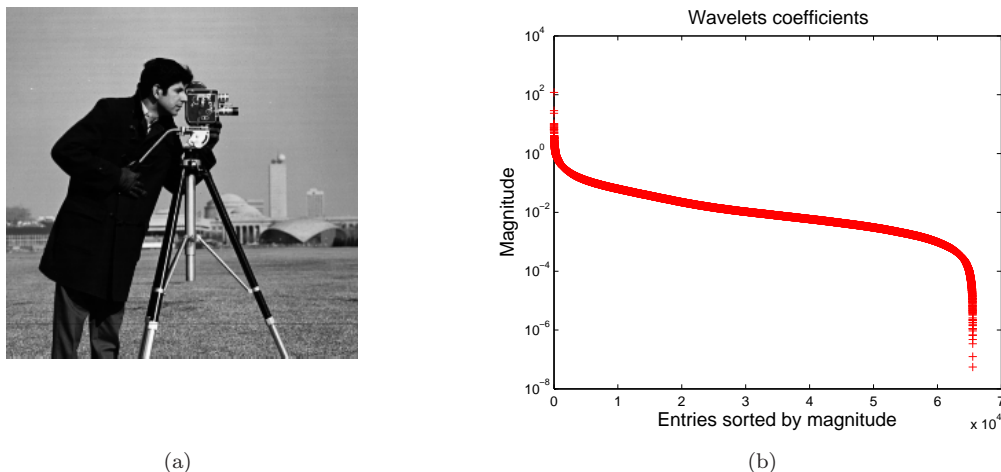 Wavelets coefficients
10^4
10^2
10^0
10^−2
10^−4
10^−6
10^−8
Magnitude
0 1 2 3 4 5 6 7
x 10^4
Entries sorted by magnitude
(a) (b)